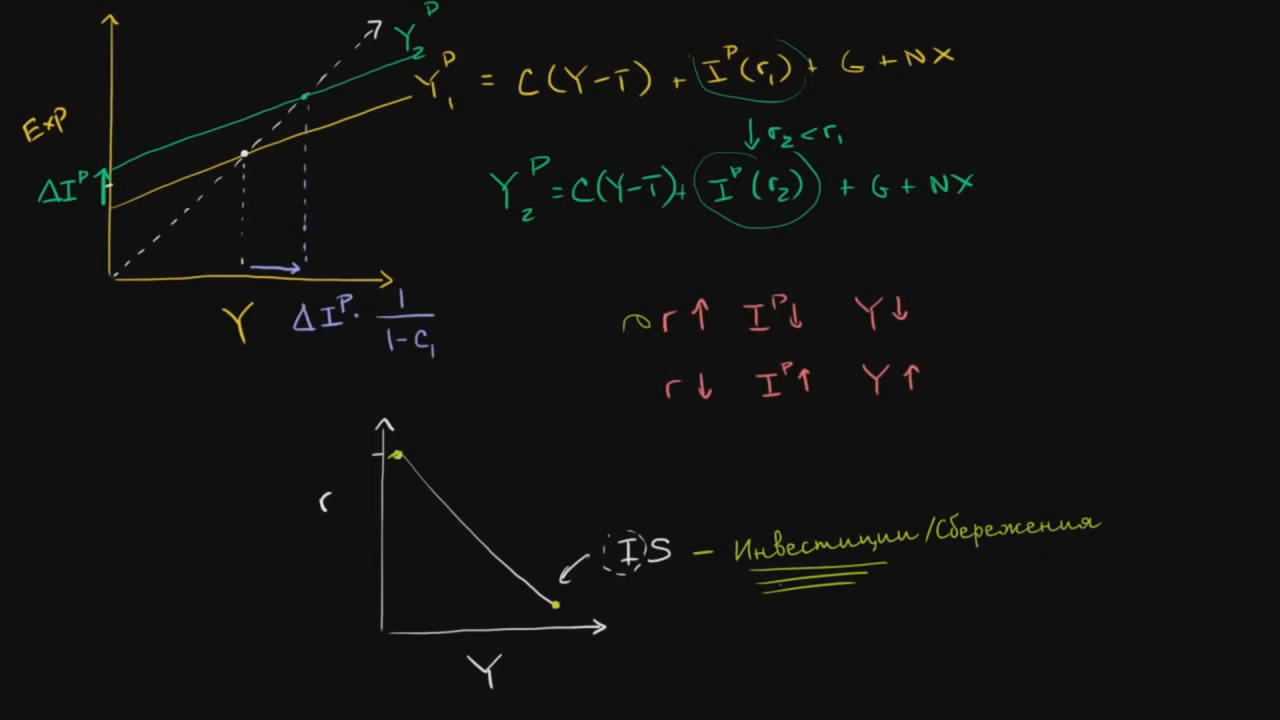 Y₂ᴾ
Exp
Y₁ᴾ = C(Y-T) + Iᴾ(r₁) + G + NX
↓ r₂ < r₁
ΔIᴾ ↑
Y₂ᴾ = C(Y-T) + Iᴾ(r₂) + G + NX
Y
ΔIᴾ · 1/(1-C₁)
r ↑ Iᴾ ↓ Y ↓
r ↓ Iᴾ ↑ Y ↑
r
IS - Инвестиции/Сбережения
Y